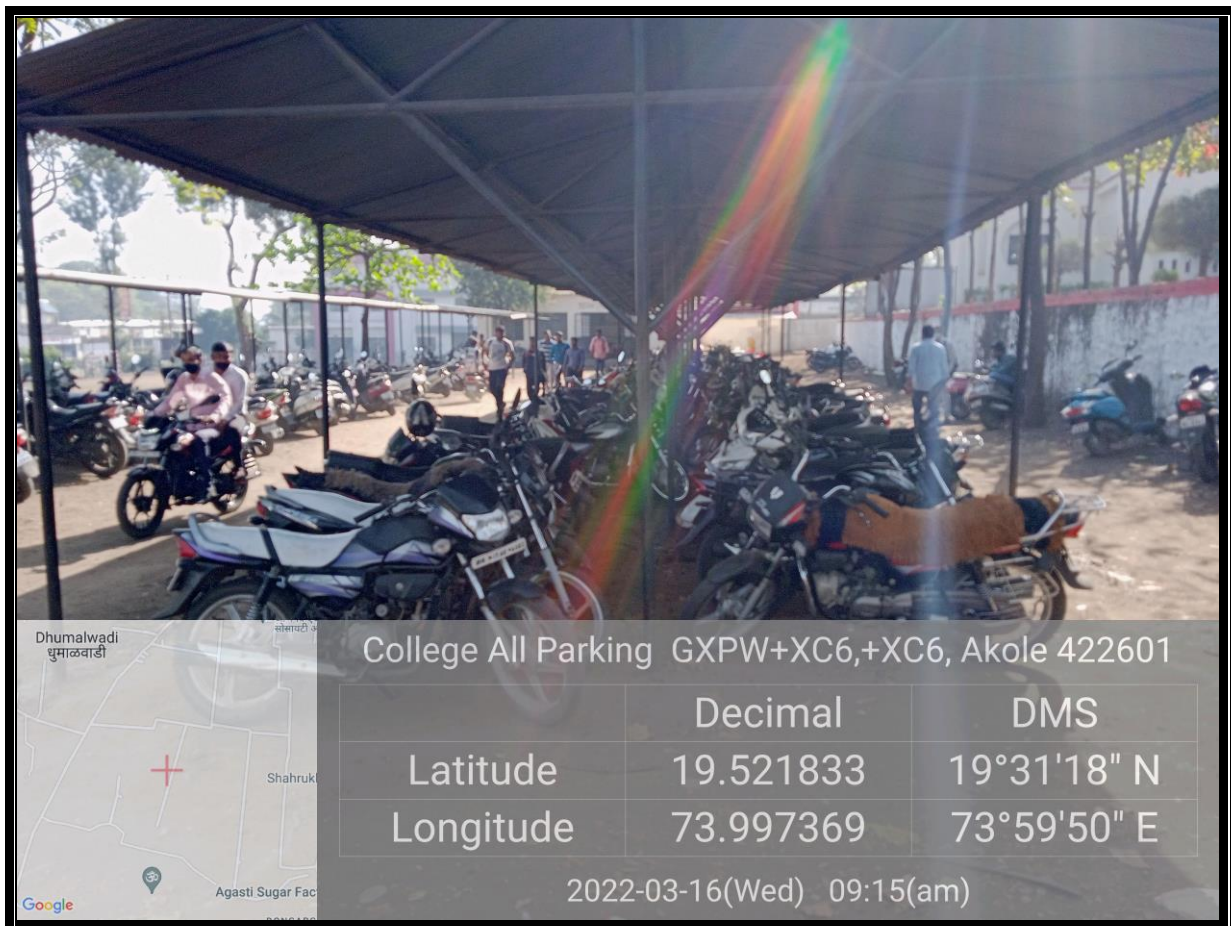 College All Parking GXPW+XC6,+XC6, Akole 422601
Decimal DMS
Latitude 19.521833 19°31'18" N
Longitude 73.997369 73°59'50" E
2022-03-16(Wed) 09:15(am)
Dhumalwadi
धुमाळवाडी
सोसायटी
Shahruk
Agasti Sugar Fac
Google